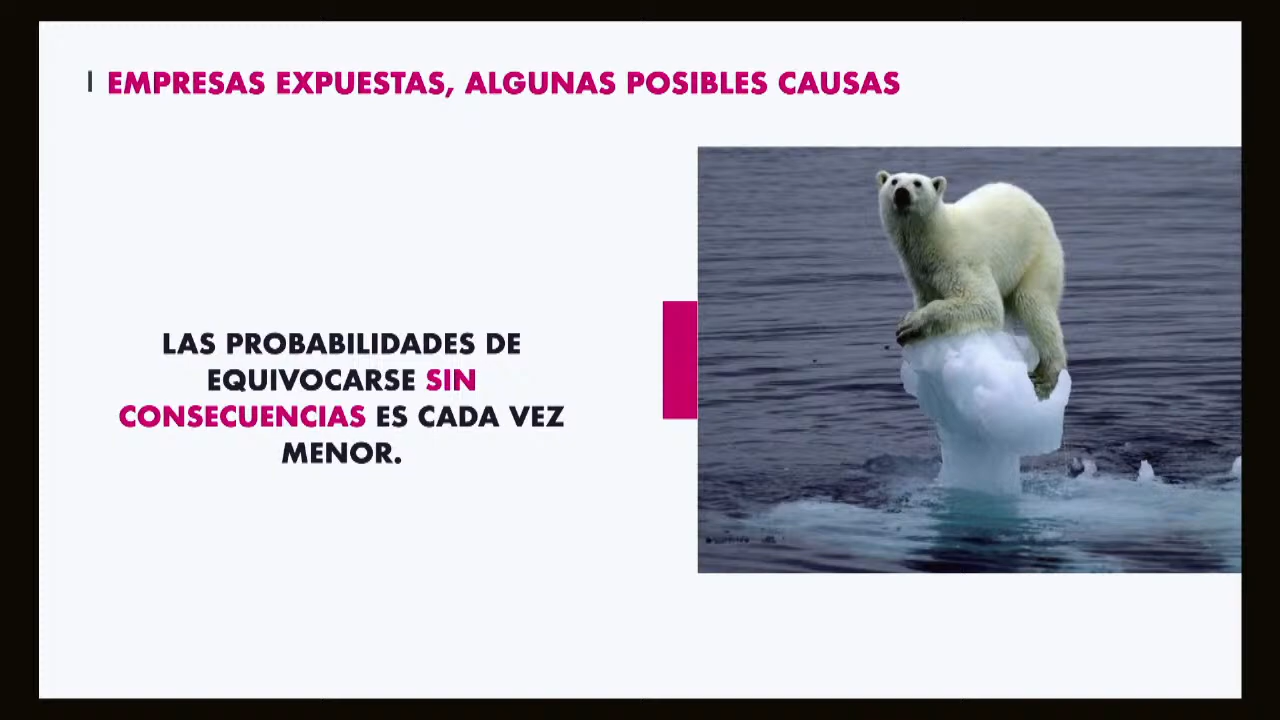 EMPRESAS EXPUESTAS, ALGUNAS POSIBLES CAUSAS
LAS PROBABILIDADES DE
EQUIVOCARSE SIN
CONSECUENCIAS ES CADA VEZ
MENOR.